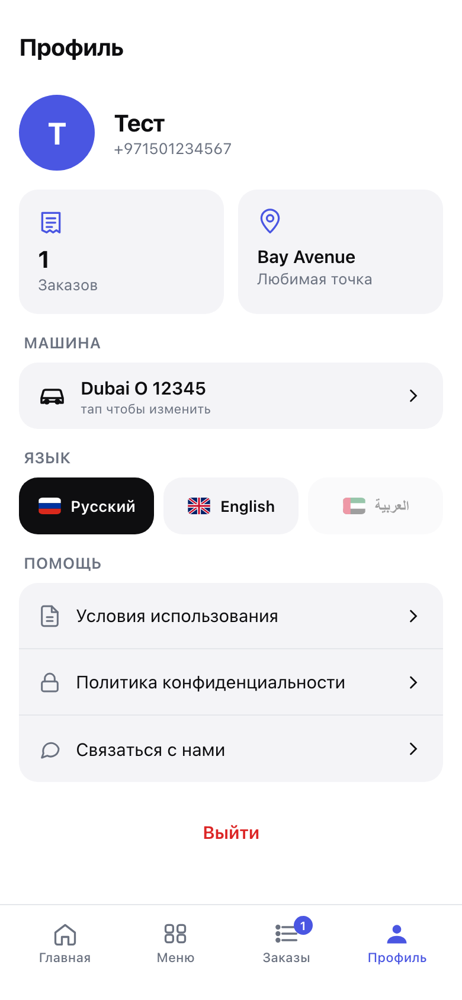 Профиль
Т
Тест
+971501234567
1
Заказов
Bay Avenue
Любимая точка
МАШИНА
Dubai O 12345
тап чтобы изменить
ЯЗЫК
Русский
English
العربية
ПОМОЩЬ
Условия использования
Политика конфиденциальности
Связаться с нами
Выйти
1
Главная
Меню
Заказы
Профиль